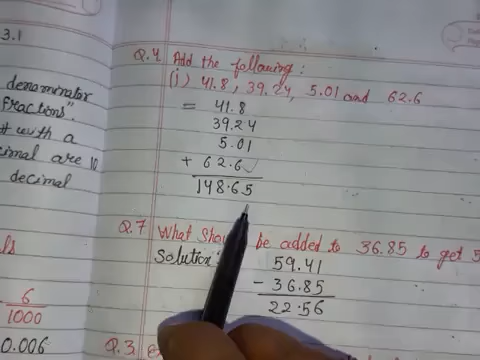 3.1
denominator
fractions".
# with a
imal are 10
decimal
6
1000
0.006
Q.4 Add the following:
(i) 41.8, 39.24, 5.01 and 62.6
= 41.8
39.24
5.01
+ 62.6
148.65
Q.7 What be added to 36.85 to get 5
Solution
59.41
- 36.85
22.56
Q.3